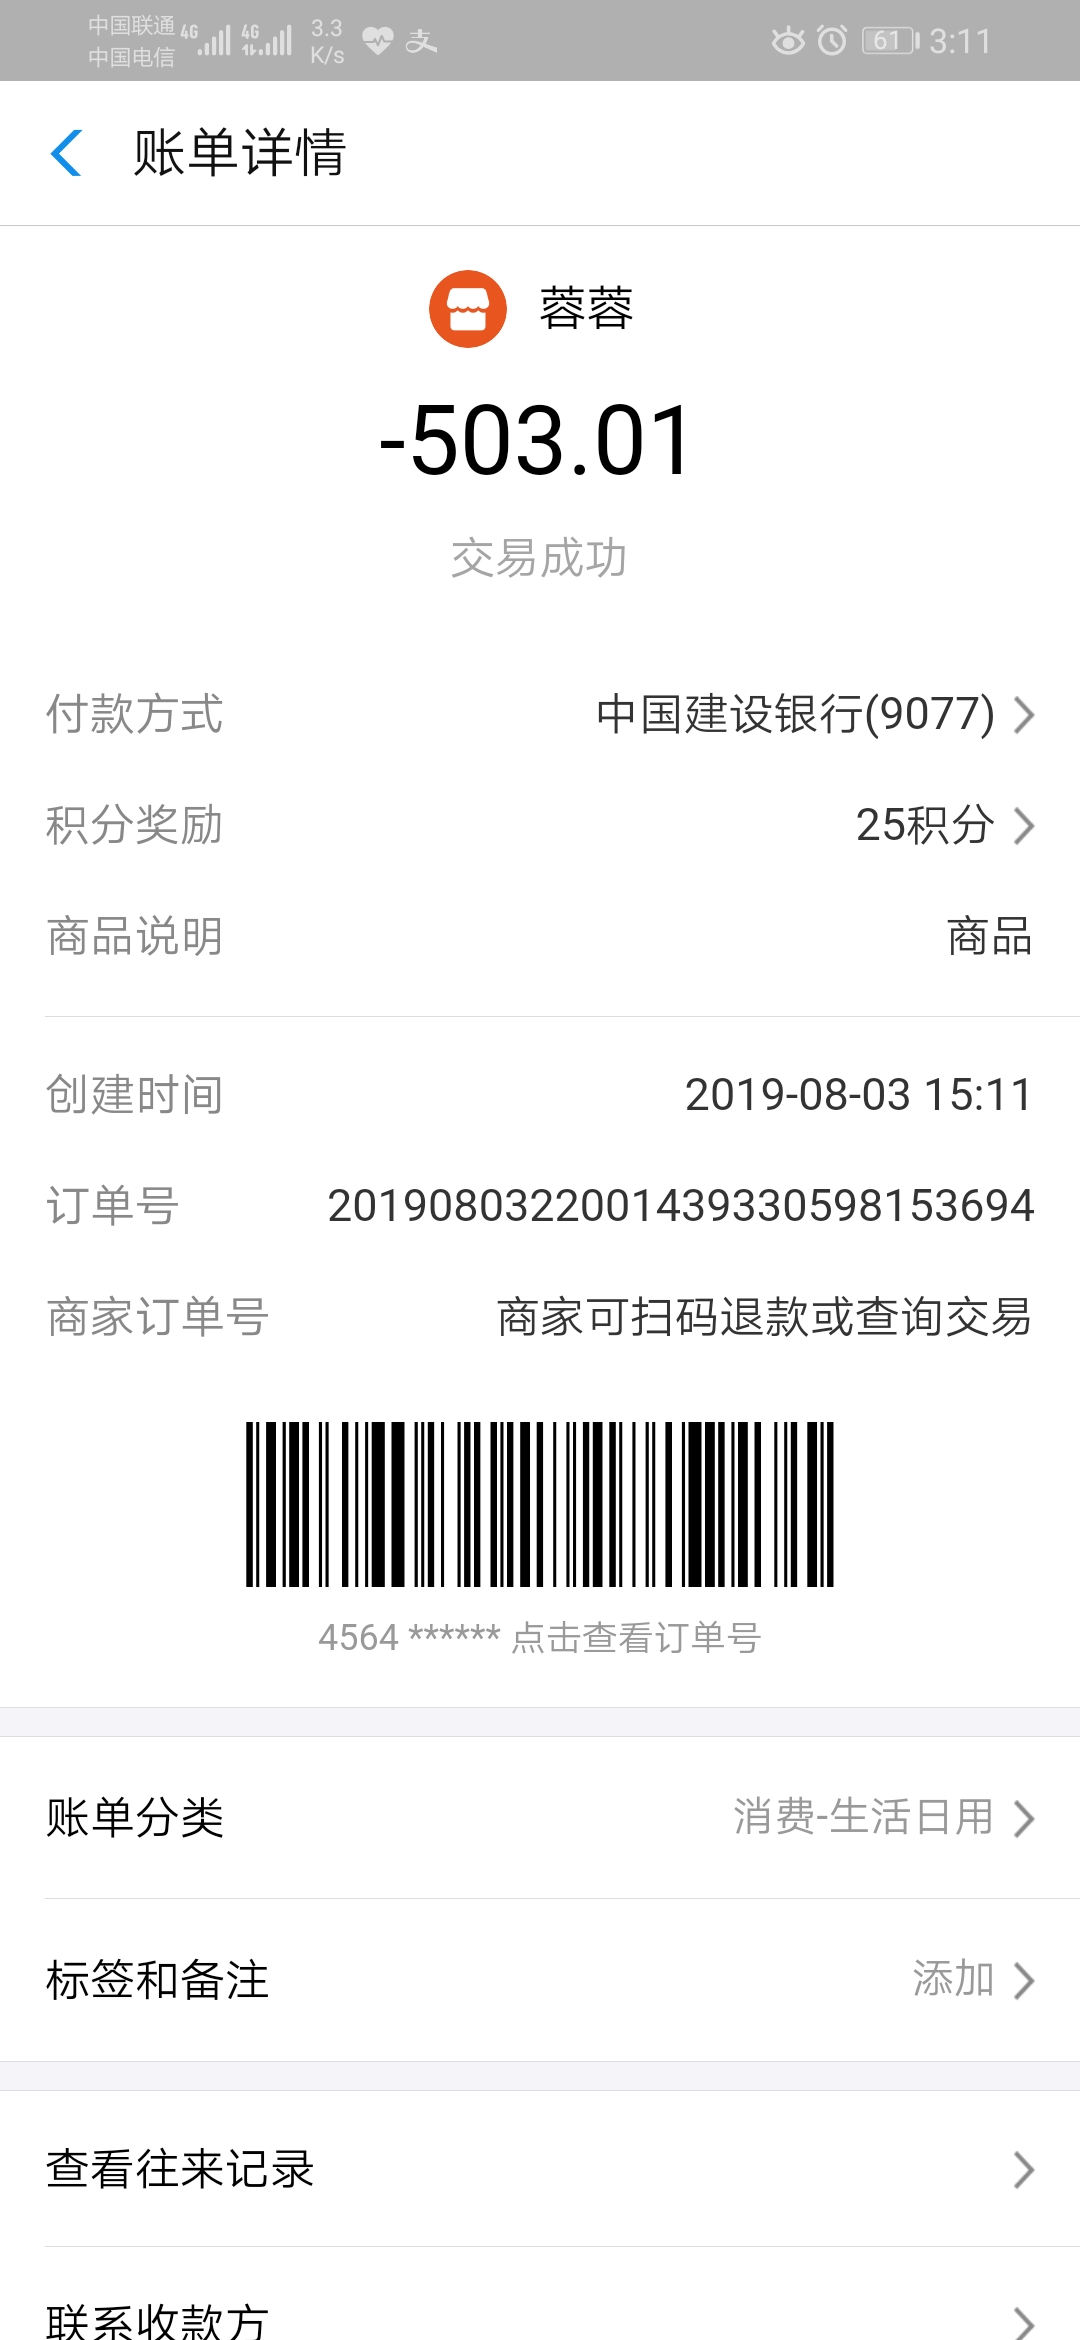 中国联通 4G 4G 3.3 K/s 61 3:11
中国电信
账单详情
蓉蓉
-503.01
交易成功
付款方式 中国建设银行(9077)
积分奖励 25积分
商品说明 商品
创建时间 2019-08-03 15:11
订单号 2019080322001439330598153694
商家订单号 商家可扫码退款或查询交易
4564 ****** 点击查看订单号
账单分类 消费-生活日用
标签和备注 添加
查看往来记录
联系收款方